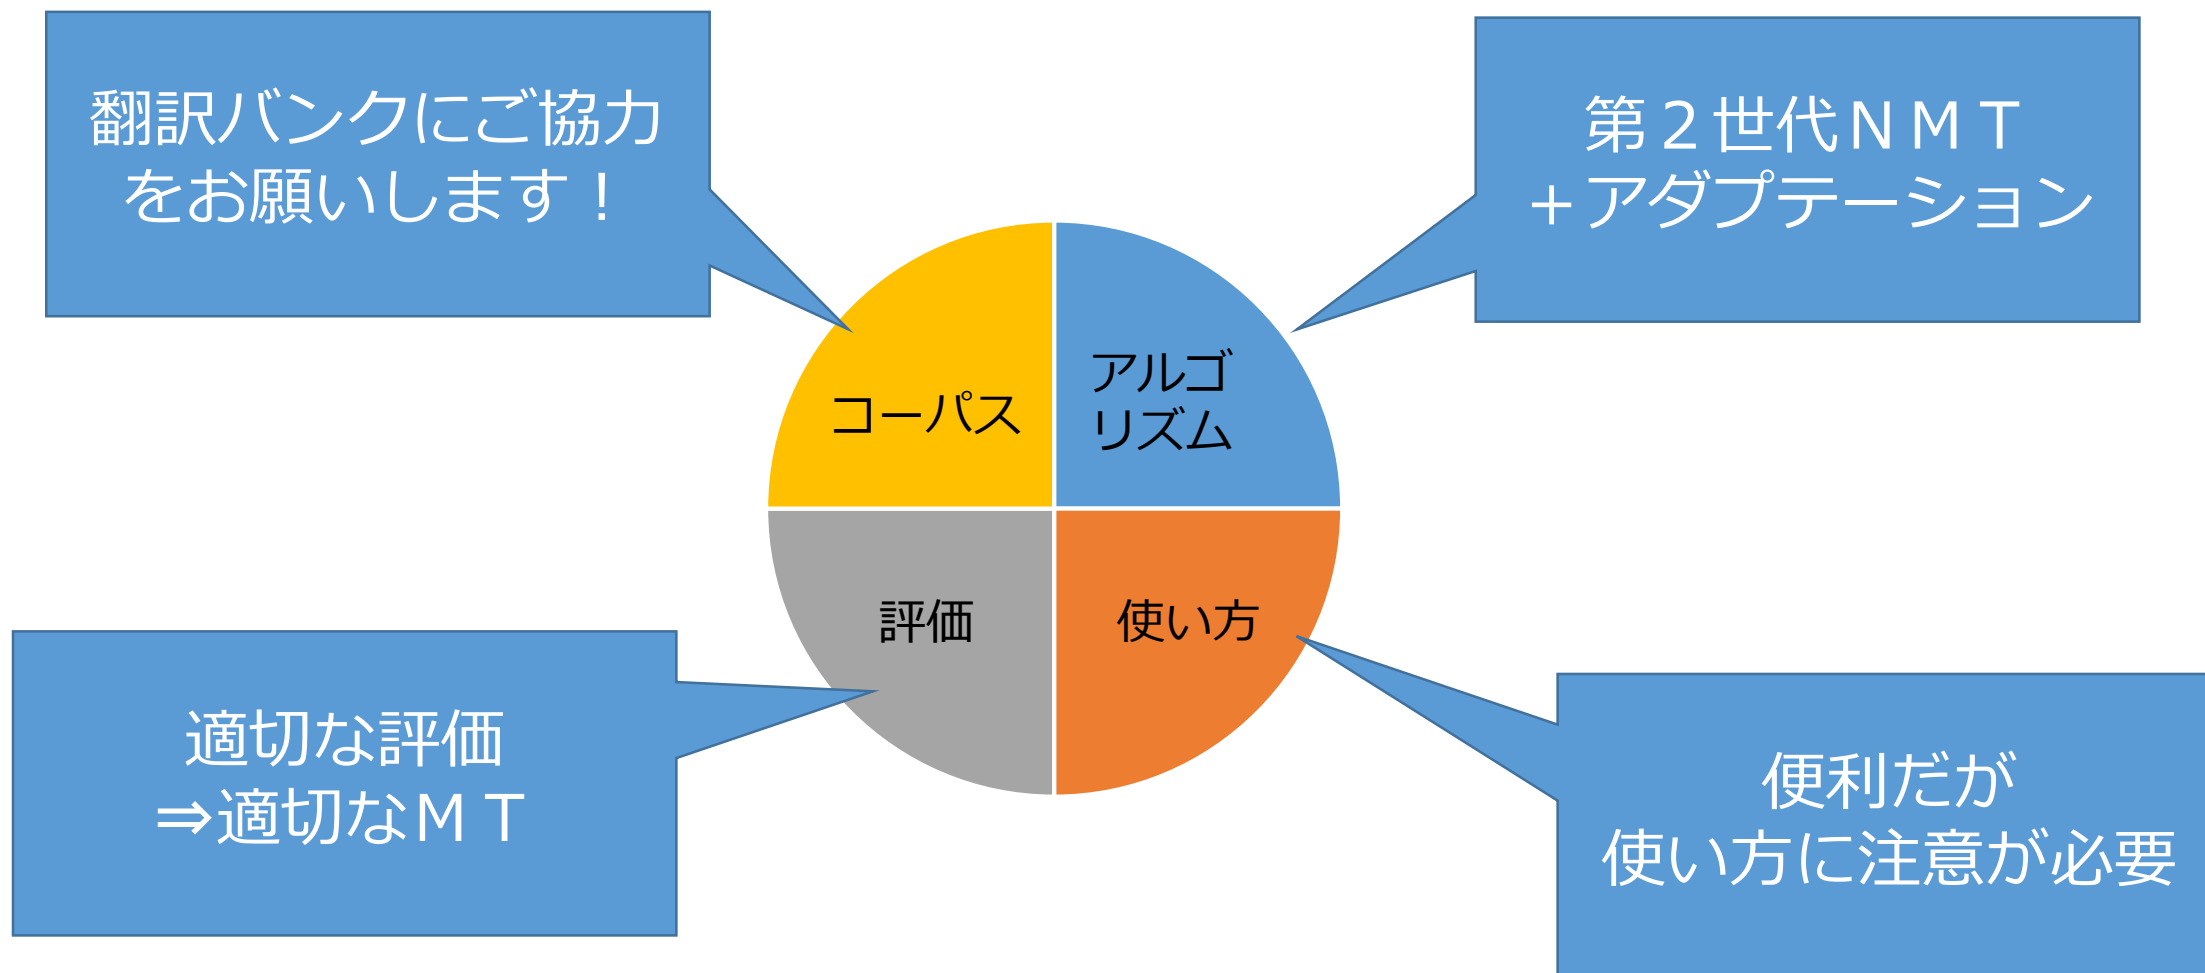 翻訳バンクにご協力
をお願いします！
第２世代ＮＭＴ
＋アダプテーション
コーパス
アルゴ
リズム
評価
使い方
適切な評価
⇒適切なＭＴ
便利だが
使い方に注意が必要